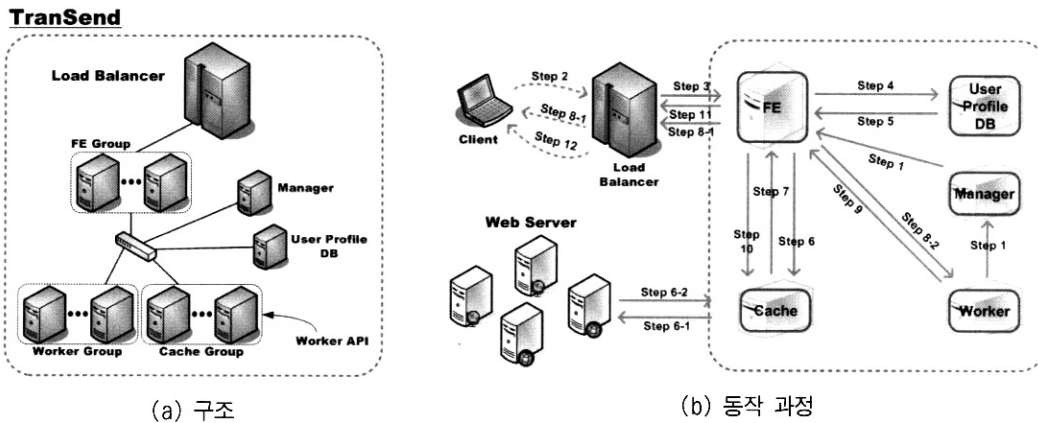 TranSend
Load Balancer
FE Group
Manager
User Profile
DB
Worker Group
Cache Group
Worker API
(a) 구조
Step 2
Step 8-1
Step 12
Client
Load
Balancer
Step 3
Step 11
Step 8-1
FE
Step 4
Step 5
User
Profile
DB
Step 1
Manager
Step 7
Step 9
Step 8-2
Step
10
Step 6
Step 1
Web Server
Step 6-2
Step 6-1
Cache
Worker
(b) 동작 과정